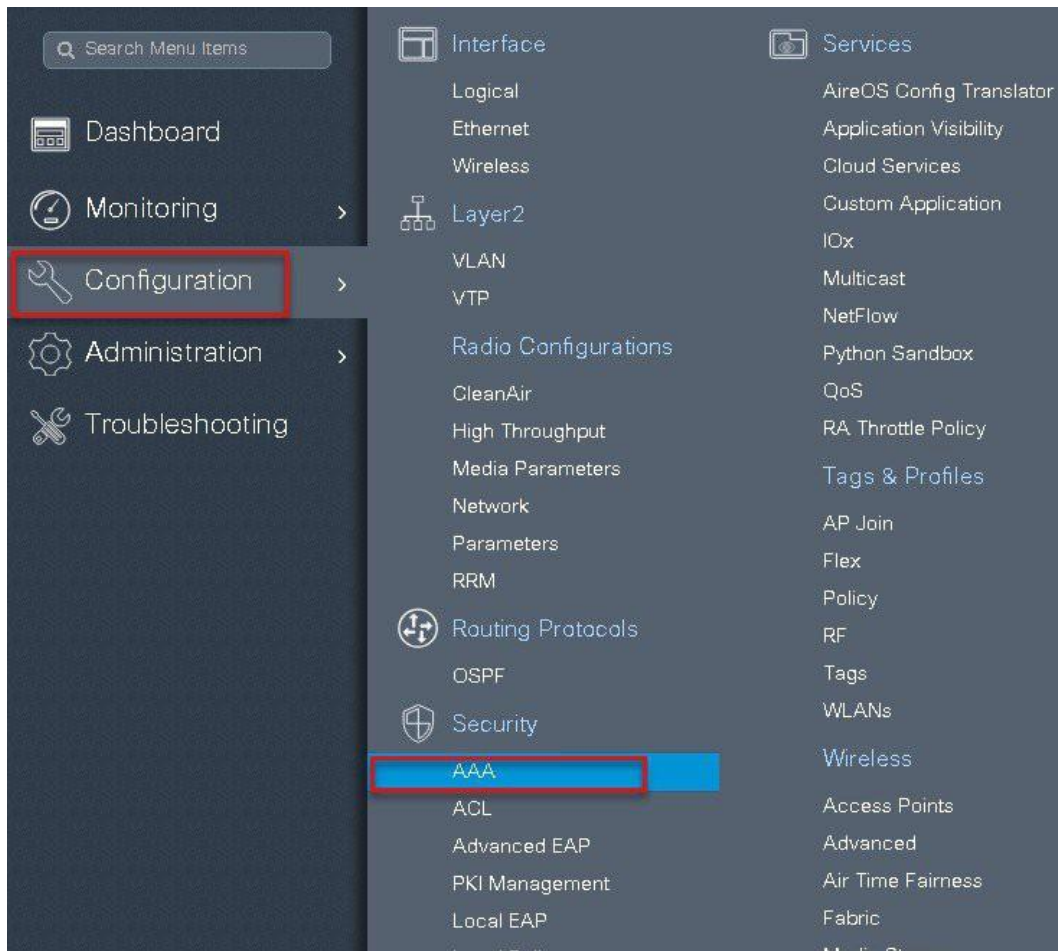 Search Menu Items
Dashboard
Monitoring
Configuration
Administration
Troubleshooting
Interface
Logical
Ethernet
Wireless
Layer2
VLAN
VTP
Radio Configurations
CleanAir
High Throughput
Media Parameters
Network
Parameters
RRM
Routing Protocols
OSPF
Security
AAA
ACL
Advanced EAP
PKI Management
Local EAP
Services
AireOS Config Translator
Application Visibility
Cloud Services
Custom Application
IOx
Multicast
NetFlow
Python Sandbox
QoS
RA Throttle Policy
Tags & Profiles
AP Join
Flex
Policy
RF
Tags
WLANs
Wireless
Access Points
Advanced
Air Time Fairness
Fabric